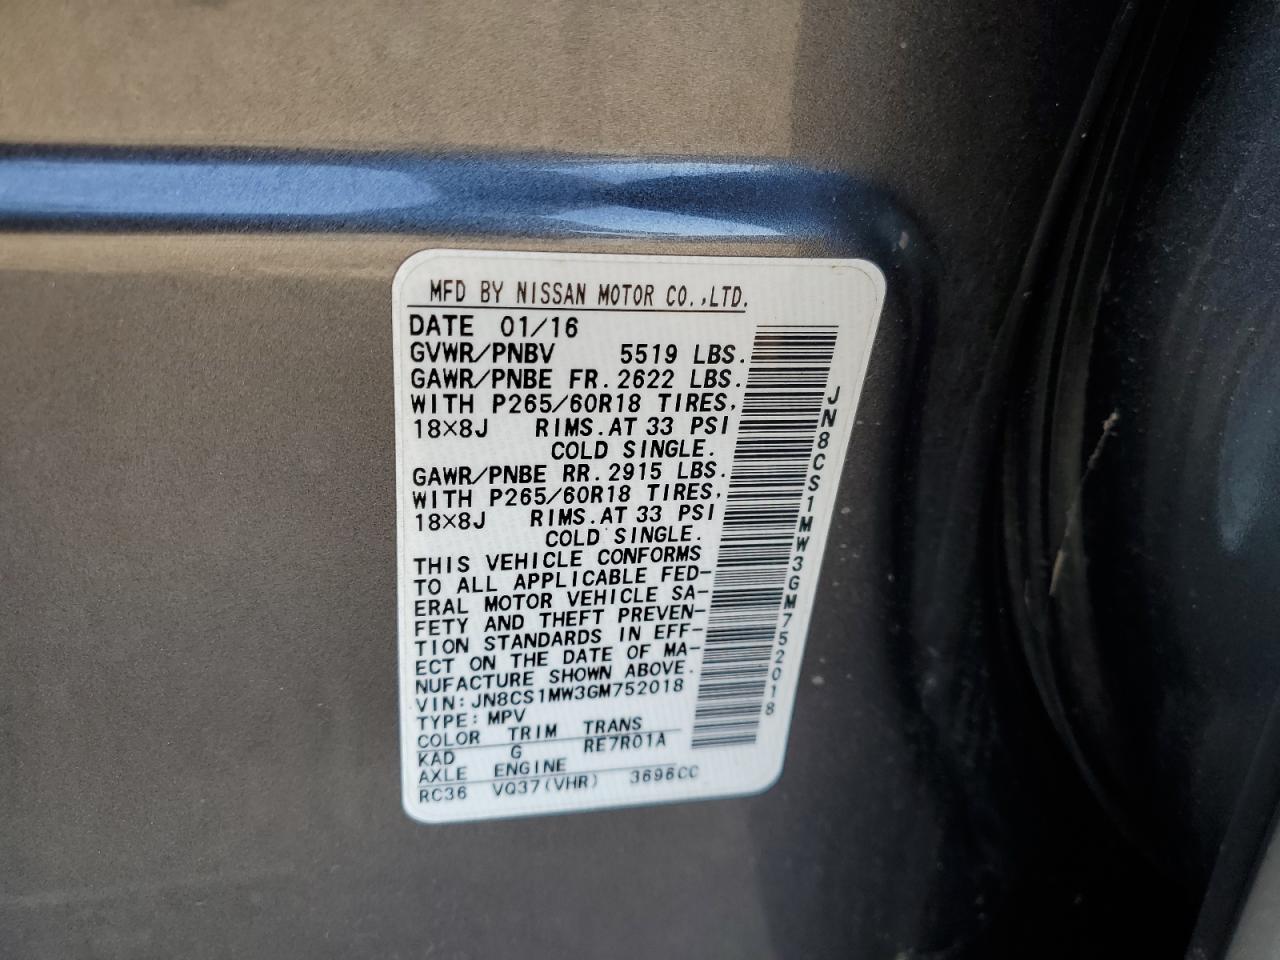 MFD BY NISSAN MOTOR CO.,LTD.
DATE 01/16
GVWR/PNBV 5519 LBS.
GAWR/PNBE FR. 2622 LBS.
WITH P265/60R18 TIRES,
18×8J RIMS. AT 33 PSI
COLD SINGLE.
GAWR/PNBE RR. 2915 LBS.
WITH P265/60R18 TIRES,
18×8J RIMS. AT 33 PSI
COLD SINGLE.
THIS VEHICLE CONFORMS
TO ALL APPLICABLE FED-
ERAL MOTOR VEHICLE SA-
FETY AND THEFT PREVEN-
TION STANDARDS IN EFF-
ECT ON THE DATE OF MA-
NUFACTURE SHOWN ABOVE.
VIN: JN8CS1MW3GM752018
TYPE: MPV
COLOR TRIM TRANS
KAD G RE7R01A
AXLE ENGINE
RC36 VQ37(VHR) 3696CC
JN8CS1MW3GM752018